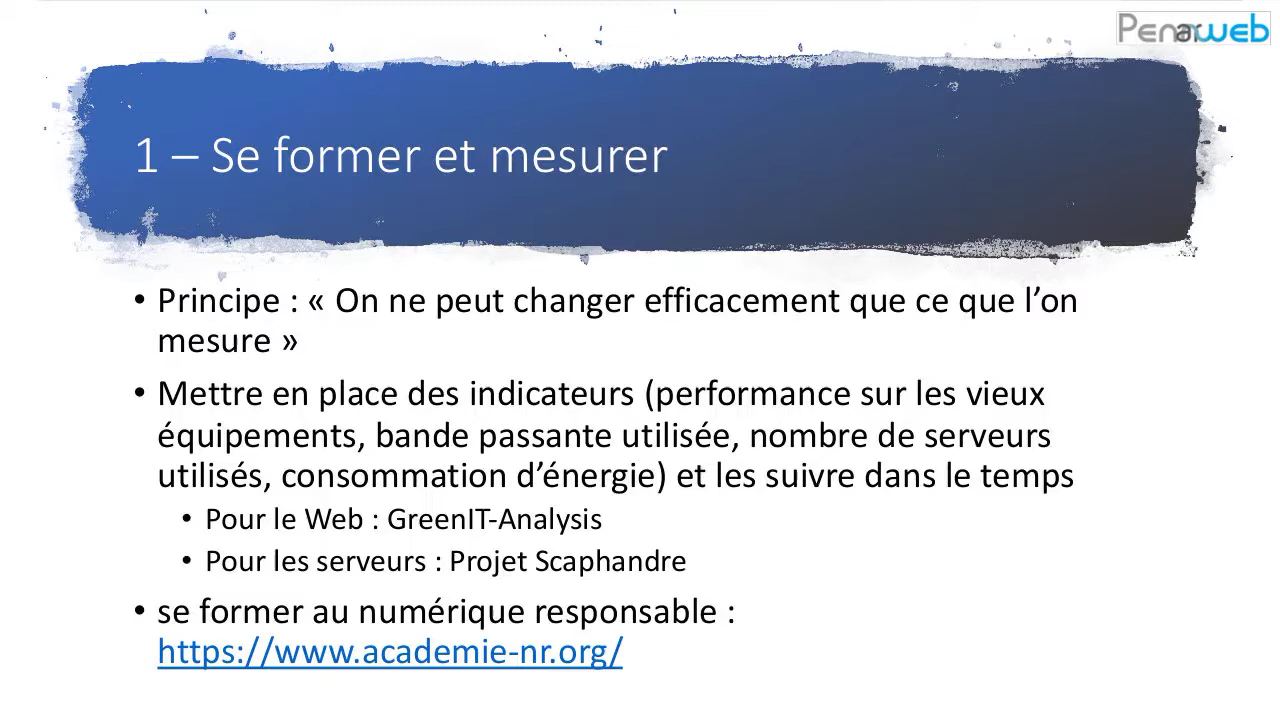 Penarweb
1 – Se former et mesurer
• Principe : « On ne peut changer efficacement que ce que l’on
mesure »
• Mettre en place des indicateurs (performance sur les vieux
équipements, bande passante utilisée, nombre de serveurs
utilisés, consommation d’énergie) et les suivre dans le temps
• Pour le Web : GreenIT-Analysis
• Pour les serveurs : Projet Scaphandre
• se former au numérique responsable :
https://www.academie-nr.org/